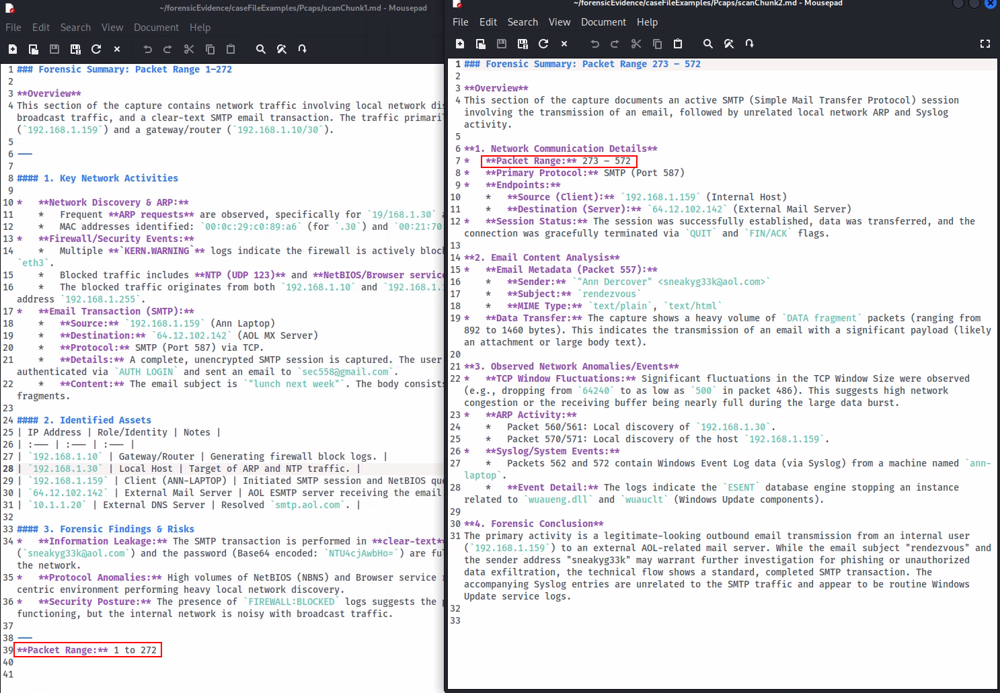 ~/forensicEvidence/caseFileExamples/Pcaps/scanChunk1.md - Mousepad
File Edit Search View Document Help
1 ### Forensic Summary: Packet Range 1–272
2
3 **Overview**
4 This section of the capture contains network traffic involving local network dis
broadcast traffic, and a clear-text SMTP email transaction. The traffic primari
(`192.168.1.159`) and a gateway/router (`192.168.1.10/30`).
5
6 ---
7
8 #### 1. Key Network Activities
9
10 * **Network Discovery & ARP:**
11 * Frequent **ARP requests** are observed, specifically for `19/168.1.30`
12 * MAC addresses identified: `00:0c:29:c0:89:a6` (for `.30`) and `00:21:70
13 * **Firewall/Security Events:**
14 * Multiple **`KERN.WARNING`** logs indicate the firewall is actively bloc
`eth3`.
15 * Blocked traffic includes **NTP (UDP 123)** and **NetBIOS/Browser service
16 * The blocked traffic originates from both `192.168.1.10` and `192.168.1.1
address `192.168.1.255`.
17 * **Email Transaction (SMTP):**
18 * **Source:** `192.168.1.159` (Ann Laptop)
19 * **Destination:** `64.12.102.142` (AOL MX Server)
20 * **Protocol:** SMTP (Port 587) via TCP.
21 * **Details:** A complete, unencrypted SMTP session is captured. The user
authenticated via `AUTH LOGIN` and sent an email to `sec558@gmail.com`.
22 * **Content:** The email subject is `"lunch next week"`. The body consists
fragments.
23
24 #### 2. Identified Assets
25 | IP Address | Role/Identity | Notes |
26 | :--- | :--- | :--- |
27 | `192.168.1.10` | Gateway/Router | Generating firewall block logs. |
28 | `192.168.1.30` | Local Host | Target of ARP and NTP traffic. |
29 | `192.168.1.159` | Client (ANN-LAPTOP) | Initiated SMTP session and NetBIOS que
30 | `64.12.102.142` | External Mail Server | AOL ESMTP server receiving the email
31 | `10.1.1.20` | External DNS Server | Resolved `smtp.aol.com`. |
32
33 #### 3. Forensic Findings & Risks
34 * **Information Leakage:** The SMTP transaction is performed in **clear-text**
(`sneakyg33k@aol.com`) and the password (Base64 encoded: `NTU4cjAwbHo=`) are ful
the network.
35 * **Protocol Anomalies:** High volumes of NetBIOS (NBNS) and Browser service
centric environment performing heavy local network discovery.
36 * **Security Posture:** The presence of `FIREWALL:BLOCKED` logs suggests the
functioning, but the internal network is noisy with broadcast traffic.
37
38 ---
39 **Packet Range:** 1 to 272
40
41
~/forensicEvidence/caseFileExamples/Pcaps/scanChunk2.md - Mousepad
File Edit Search View Document Help
1 ### Forensic Summary: Packet Range 273 – 572
2
3 **Overview**
4 This section of the capture documents an active SMTP (Simple Mail Transfer Protocol) session
involving the transmission of an email, followed by unrelated local network ARP and Syslog
activity.
5
6 **1. Network Communication Details**
7 * **Packet Range:** 273 – 572
8 * **Primary Protocol:** SMTP (Port 587)
9 * **Endpoints:**
10 * **Source (Client):** `192.168.1.159` (Internal Host)
11 * **Destination (Server):** `64.12.102.142` (External Mail Server)
12 * **Session Status:** The session was successfully established, data was transferred, and the
connection was gracefully terminated via `QUIT` and `FIN/ACK` flags.
13
14 **2. Email Content Analysis**
15 * **Email Metadata (Packet 557):**
16 * **Sender:** `"Ann Dercover" <sneakyg33k@aol.com>`
17 * **Subject:** `rendezvous`
18 * **MIME Type:** `text/plain`, `text/html`
19 * **Data Transfer:** The capture shows a heavy volume of `DATA fragment` packets (ranging from
892 to 1460 bytes). This indicates the transmission of an email with a significant payload (likely
an attachment or large body text).
20
21 **3. Observed Network Anomalies/Events**
22 * **TCP Window Fluctuations:** Significant fluctuations in the TCP Window Size were observed
(e.g., dropping from `64240` to as low as `500` in packet 486). This suggests high network
congestion or the receiving buffer being nearly full during the large data burst.
23 * **ARP Activity:**
24 * Packet 560/561: Local discovery of `192.168.1.30`.
25 * Packet 570/571: Local discovery of the host `192.168.1.159`.
26 * **Syslog/System Events:**
27 * Packets 562 and 572 contain Windows Event Log data (via Syslog) from a machine named `ann-
laptop`.
28 * **Event Detail:** The logs indicate the `ESENT` database engine stopping an instance
related to `wuaueng.dll` and `wuauclt` (Windows Update components).
29
30 **4. Forensic Conclusion**
31 The primary activity is a legitimate-looking outbound email transmission from an internal user
(`192.168.1.159`) to an external AOL-related mail server. While the email subject "rendezvous" and
the sender address "sneakyg33k" may warrant further investigation for phishing or unauthorized
data exfiltration, the technical flow shows a standard, completed SMTP transaction. The
accompanying Syslog entries are unrelated to the SMTP traffic and appear to be routine Windows
Update service logs.
32
33